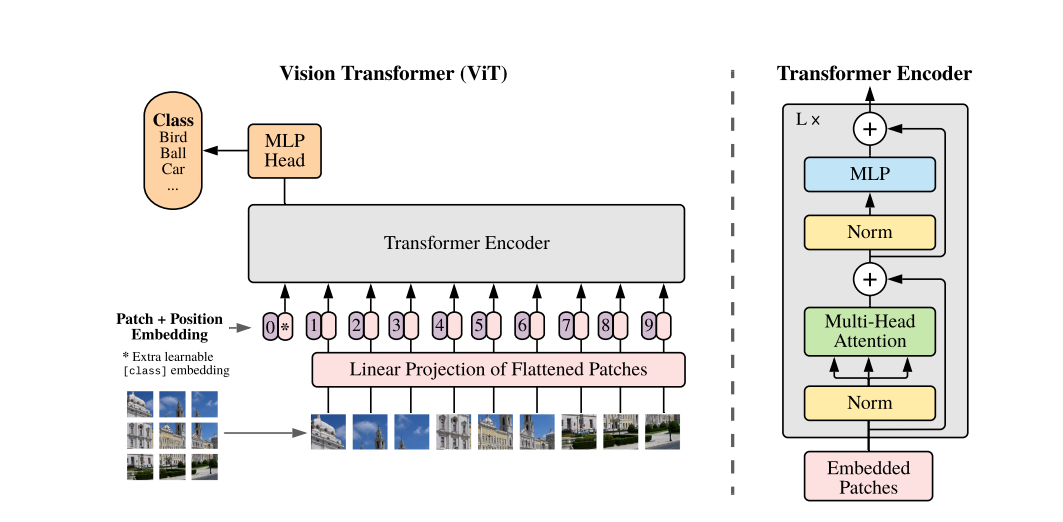 Vision Transformer (ViT)
Class
Bird
Ball
Car
...
MLP
Head
Transformer Encoder
Patch + Position
Embedding
* Extra learnable
[class] embedding
0 * 1 2 3 4 5 6 7 8 9
Linear Projection of Flattened Patches
Transformer Encoder
L ×
+
MLP
Norm
+
Multi-Head
Attention
Norm
Embedded
Patches